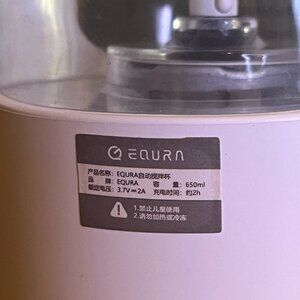 EQURA
产品名称: EQURA自动搅拌杯
品 牌: EQURA 容 量: 650ml
额定电压: 3.7V⎓2A 充电时间: 约2h
1.禁止儿童使用
2.请勿加热或冷冻